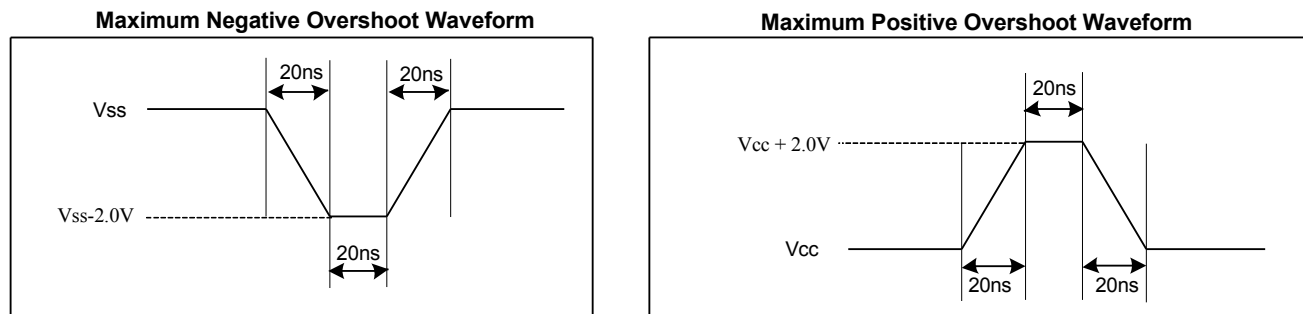 Maximum Negative Overshoot Waveform
20ns
20ns
Vss
Vss-2.0V
20ns
Maximum Positive Overshoot Waveform
20ns
Vcc + 2.0V
Vcc
20ns
20ns